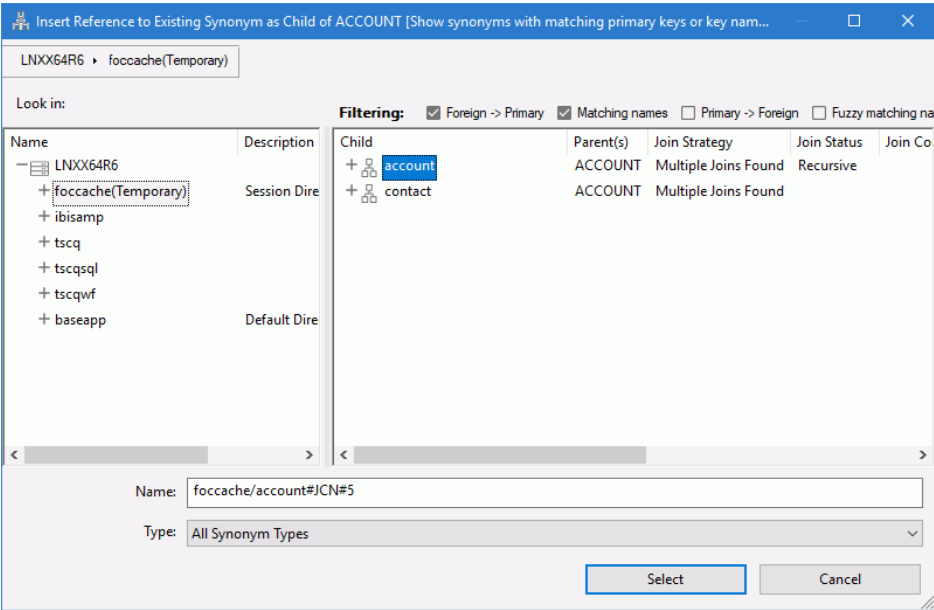 Insert Reference to Existing Synonym as Child of ACCOUNT [Show synonyms with matching primary keys or key nam...
LNXX64R6 foccache(Temporary)
Look in:
Filtering: Foreign -> Primary Matching names Primary -> Foreign Fuzzy matching na
Name Description
LNXX64R6
foccache(Temporary) Session Dire
ibisamp
tscq
tscqsql
tscqwf
baseapp Default Dire
Child Parent(s) Join Strategy Join Status Join Co
account ACCOUNT Multiple Joins Found Recursive
contact ACCOUNT Multiple Joins Found
Name: foccache/account#JCN#5
Type: All Synonym Types
Select Cancel